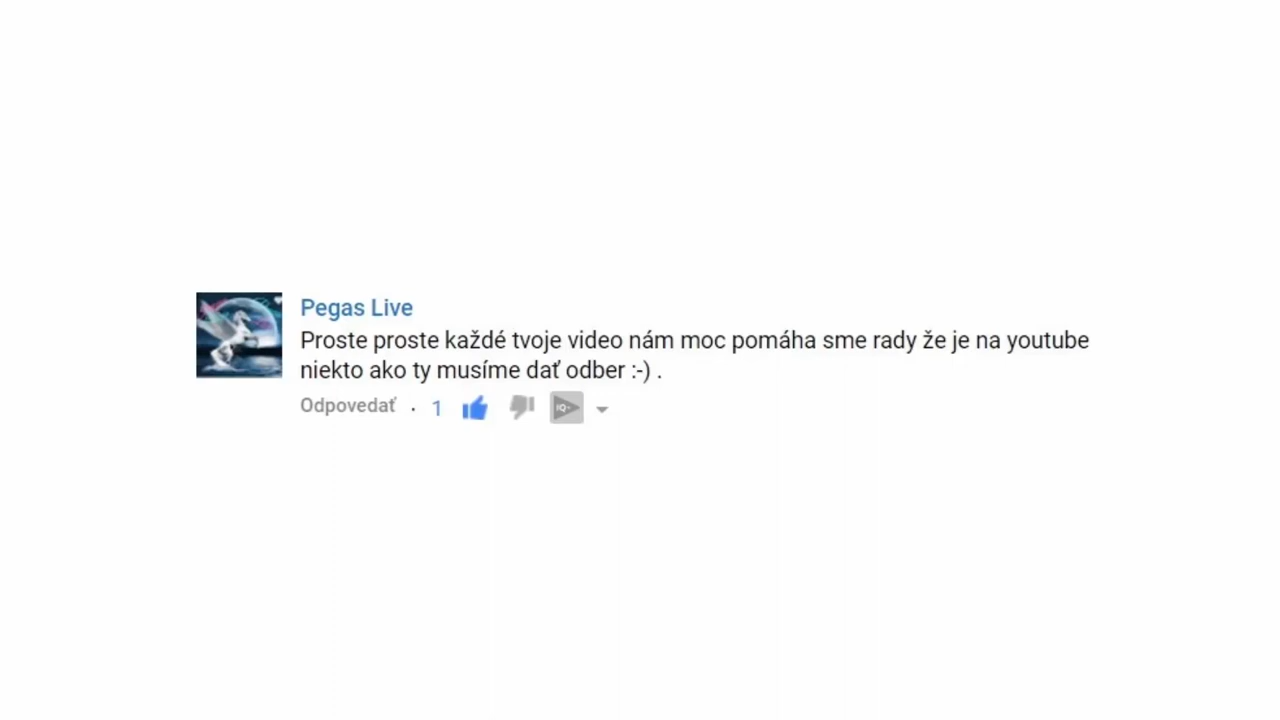 Pegas Live
Proste proste každé tvoje video nám moc pomáha sme rady že je na youtube
niekto ako ty musíme dať odber :-) .
Odpovedať · 1 IQ+